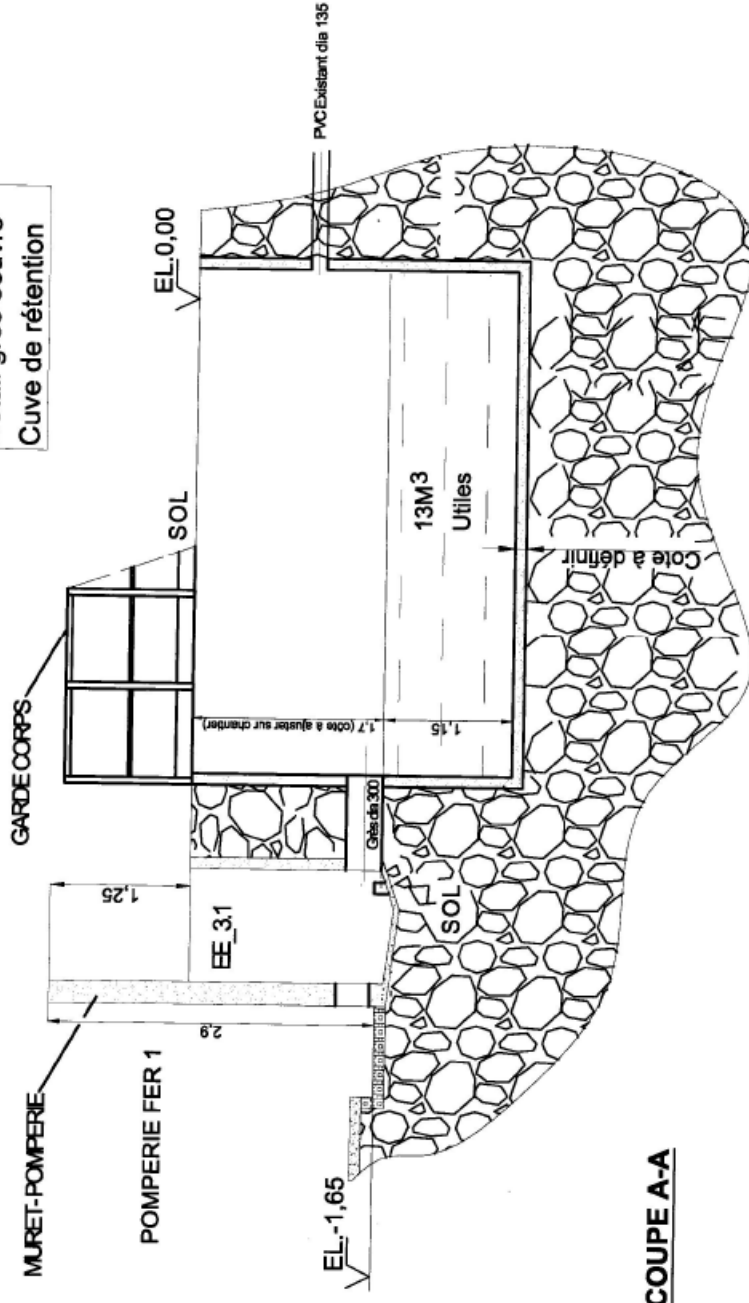 Cuve de rétention
GARDE CORPS
MURET-POMPERIE
SOL
EL.0,00
PVC Existant dia 135
1,25
EE_3.1
2,9
POMPERIE FER 1
1,7 (côte à ajuster sur chantier)
1,15
13M³
Utiles
Grès dia 300
SOL
Cote à définir
EL.-1,65
COUPE A-A